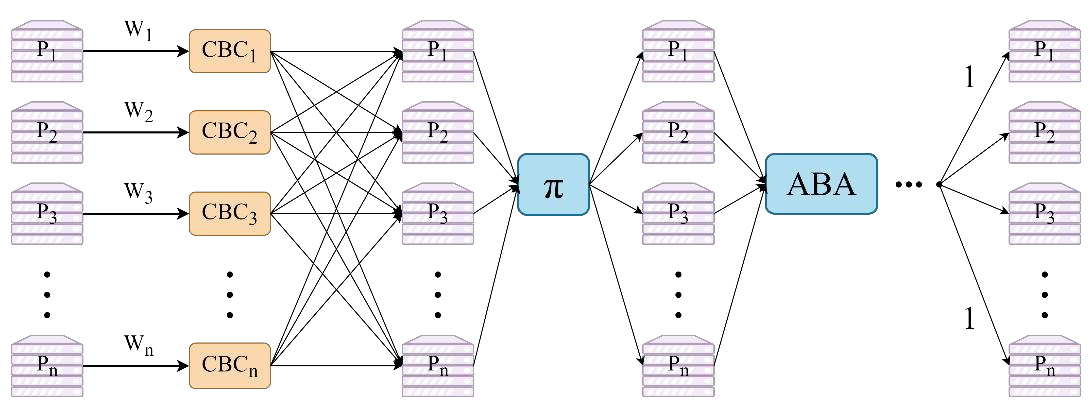 P1 W1 CBC1 P1 P1 1 P1
P2 W2 CBC2 P2 P2 P2
π ABA ...
P3 W3 CBC3 P3 P3 P3
Pn Wn CBCn Pn Pn 1 Pn